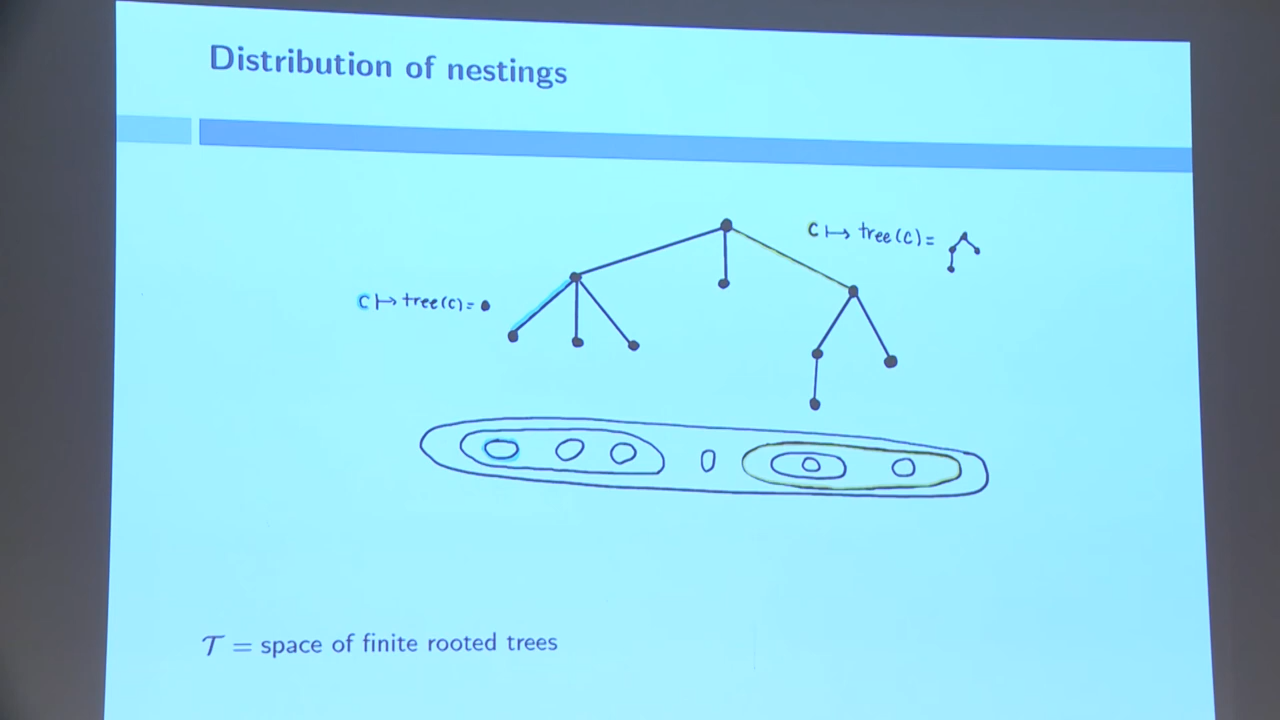 Distribution of nestings
C ↦ tree(c) =
C ↦ tree(c) = •
𝒯 = space of finite rooted trees